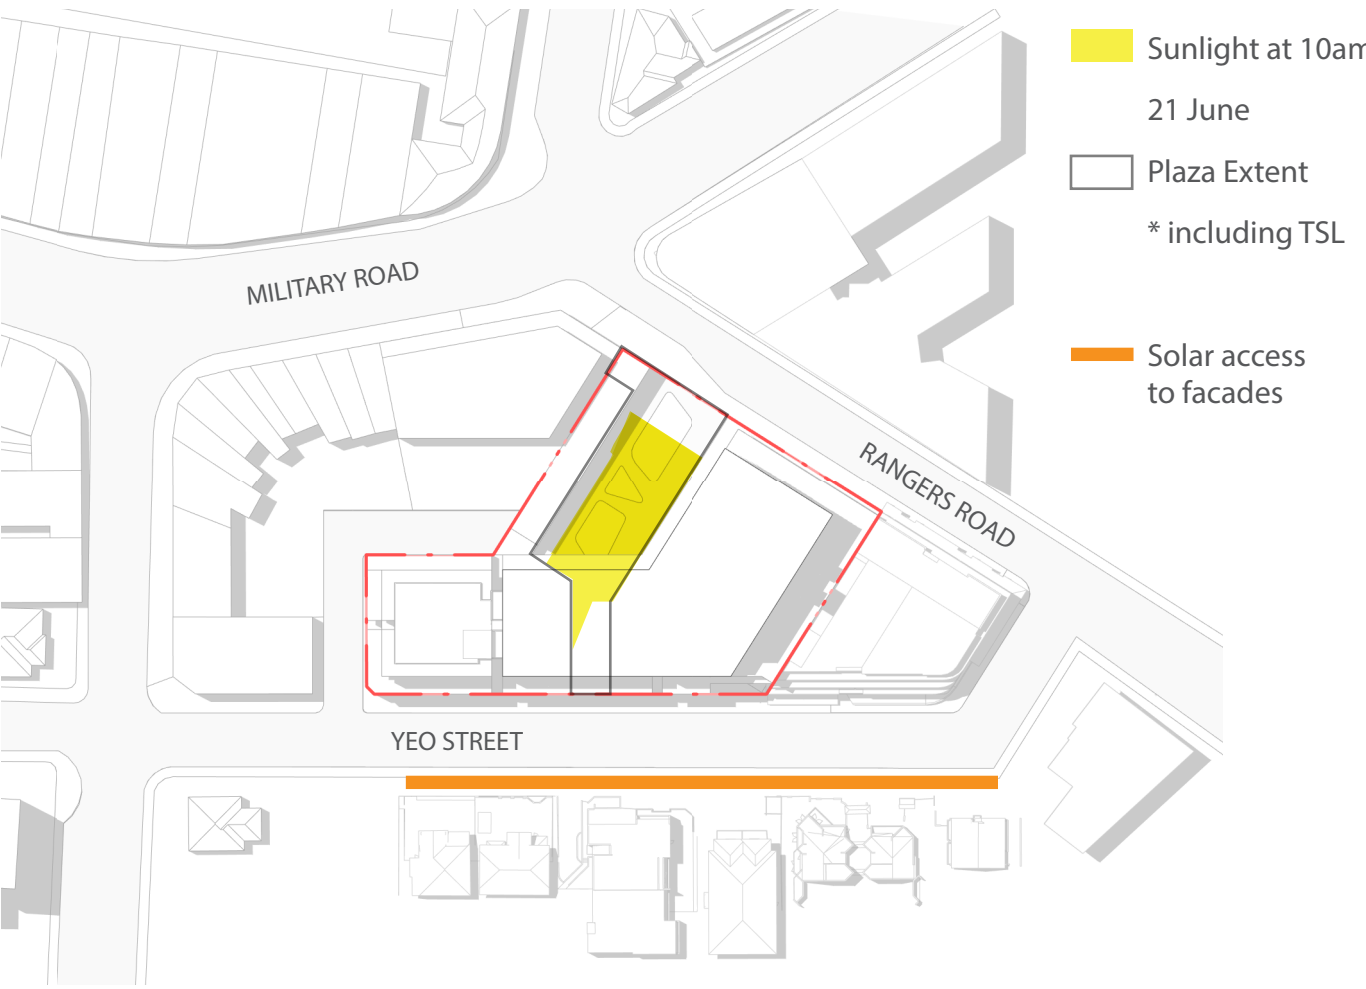 Sunlight at 10am
21 June
Plaza Extent
* including TSL
MILITARY ROAD
Solar access
to facades
RANGERS ROAD
YEO STREET